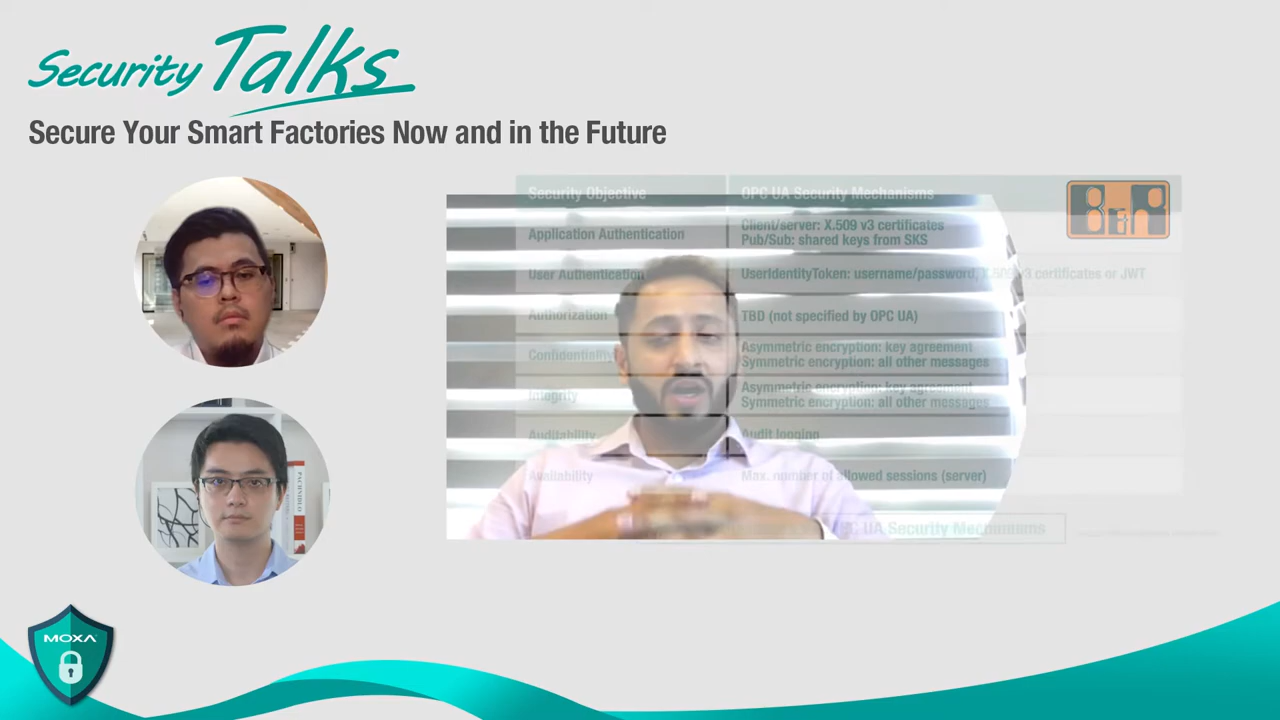 Security Talks
Secure Your Smart Factories Now and in the Future
Security Objective
OPC UA Security Mechanisms
B&R
Application Authentication
Client/server: X.509 v3 certificates
Pub/Sub: shared keys from SKS
User Authentication
UserIdentityToken: username/password, X.509 v3 certificates or JWT
Authorization
TBD (not specified by OPC UA)
Confidentiality
Asymmetric encryption: key agreement
Symmetric encryption: all other messages
Integrity
Asymmetric encryption: key agreement
Symmetric encryption: all other messages
Auditability
Audit logging
Availability
Max. number of allowed sessions (server)
OPC UA Security Mechanisms
MOXA